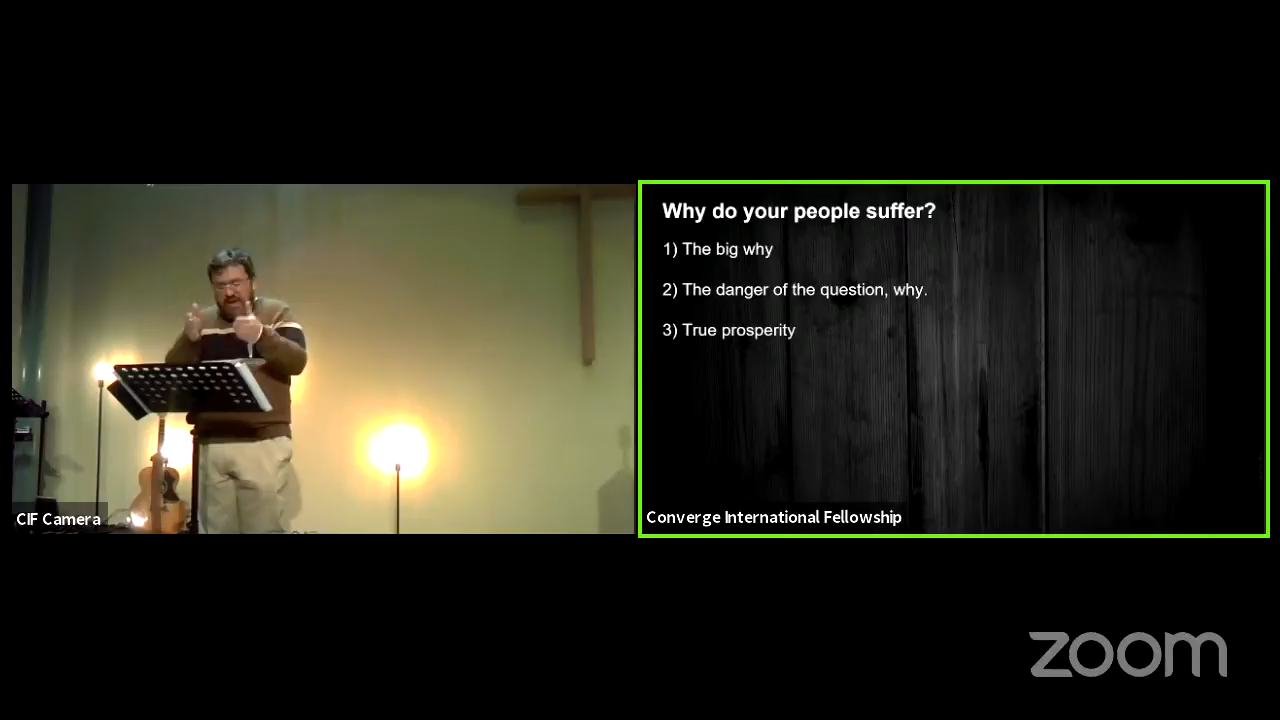 Why do your people suffer?
1) The big why
2) The danger of the question, why.
3) True prosperity
CIF Camera
Converge International Fellowship
zoom